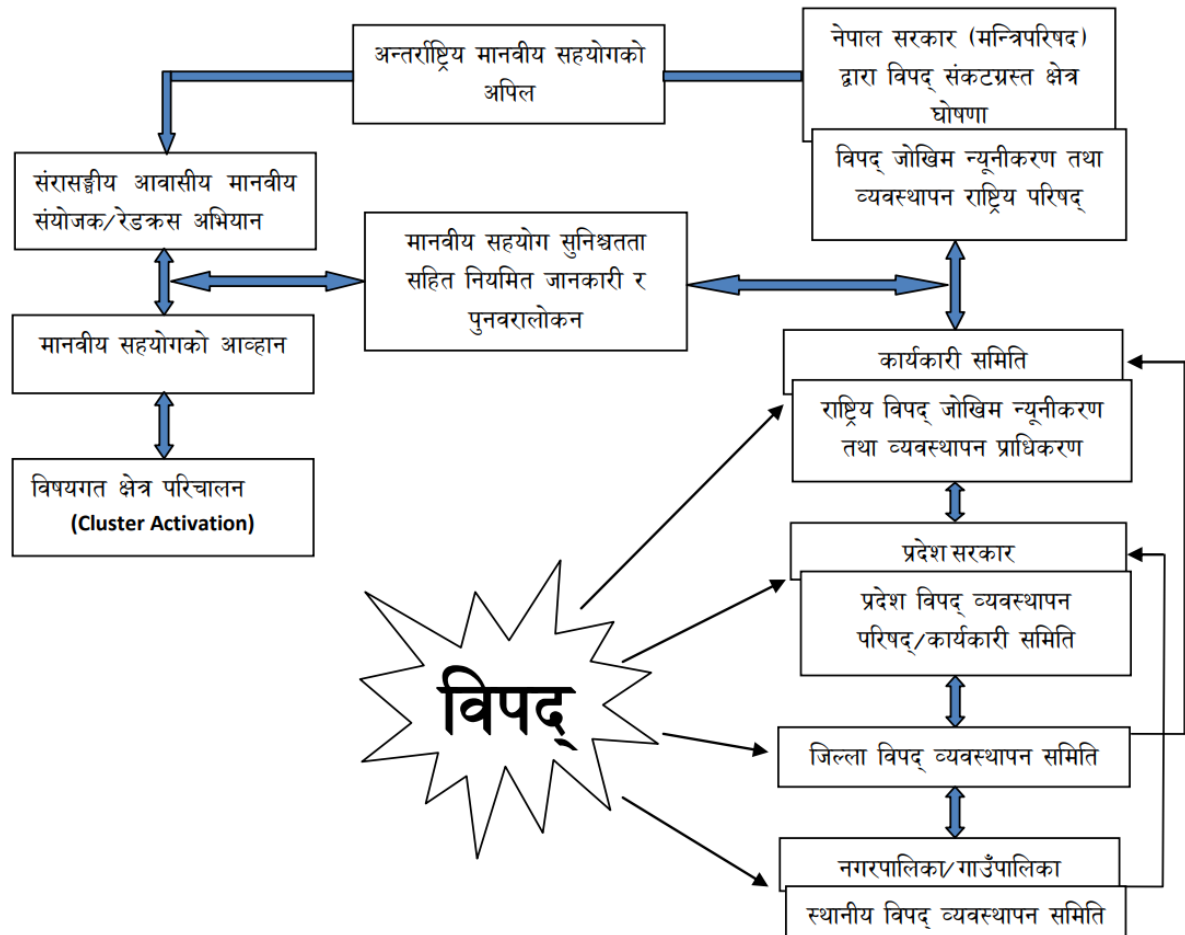 अन्तर्राष्ट्रिय मानवीय सहयोगको
अपिल
नेपाल सरकार (मन्त्रिपरिषद)
द्वारा विपद् संकटग्रस्त क्षेत्र
घोषणा
विपद् जोखिम न्यूनीकरण तथा
व्यवस्थापन राष्ट्रिय परिषद्
संरासङ्घीय आवासीय मानवीय
संयोजक/रेडक्रस अभियान
मानवीय सहयोग सुनिश्चतता
सहित नियमित जानकारी र
पुनवरालोकन
मानवीय सहयोगको आव्हान
कार्यकारी समिति
राष्ट्रिय विपद् जोखिम न्यूनीकरण
तथा व्यवस्थापन प्राधिकरण
विषयगत क्षेत्र परिचालन
(Cluster Activation)
प्रदेश सरकार
प्रदेश विपद् व्यवस्थापन
परिषद्/कार्यकारी समिति
विपद्
जिल्ला विपद् व्यवस्थापन समिति
नगरपालिका/गाउँपालिका
स्थानीय विपद् व्यवस्थापन समिति